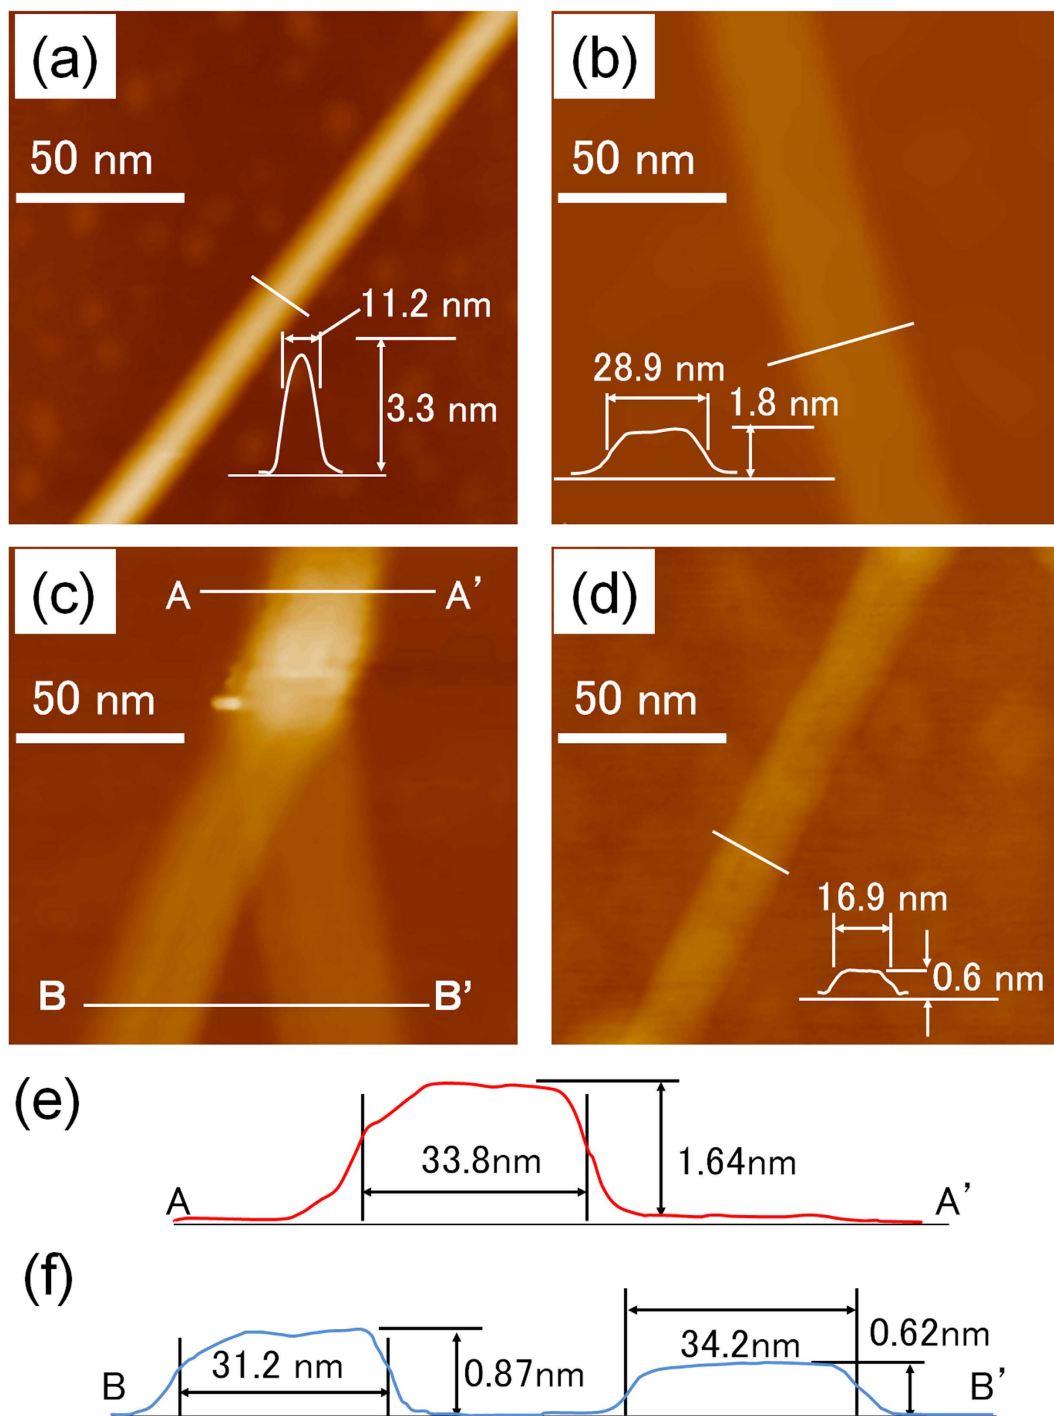 (a)
50 nm
11.2 nm
3.3 nm
(b)
50 nm
28.9 nm
1.8 nm
(c)
A A'
50 nm
B B'
(d)
50 nm
16.9 nm
0.6 nm
(e)
33.8nm
1.64nm
A A'
(f)
31.2 nm
0.87nm
34.2nm
0.62nm
B B'